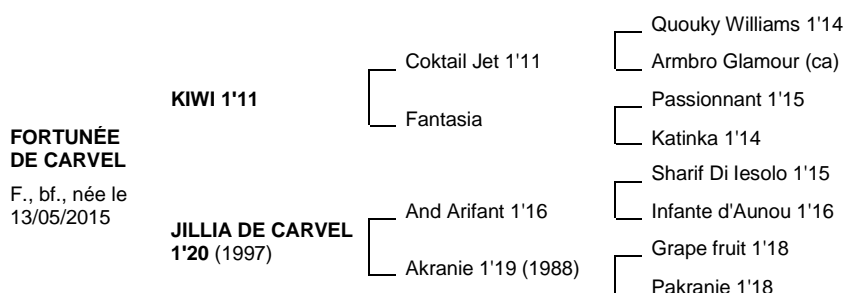 FORTUNÉE
DE CARVEL
F., bf., née le
13/05/2015
KIWI 1'11
JILLIA DE CARVEL
1'20 (1997)
Coktail Jet 1'11
Fantasia
And Arifant 1'16
Akranie 1'19 (1988)
Quouky Williams 1'14
Armbro Glamour (ca)
Passionnant 1'15
Katinka 1'14
Sharif Di Iesolo 1'15
Infante d'Aunou 1'16
Grape fruit 1'18
Pakranie 1'18